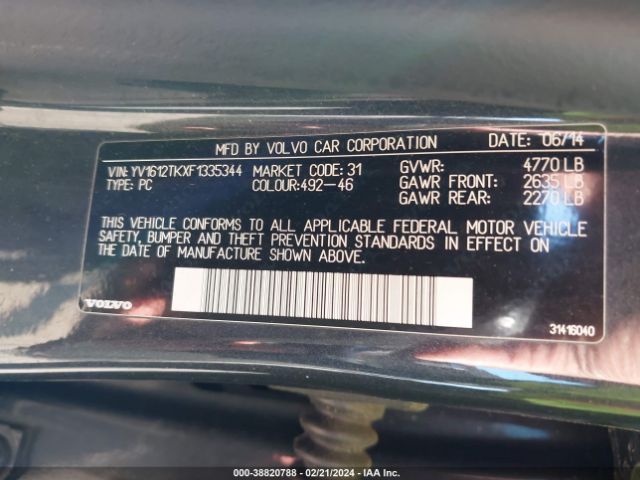 MFD BY VOLVO CAR CORPORATION DATE: 06/14
VIN: YV1612TKXF1335344 MARKET CODE: 31 GVWR: 4770 LB
TYPE: PC COLOUR:492-46 GAWR FRONT: 2635 LB
GAWR REAR: 2270 LB
THIS VEHICLE CONFORMS TO ALL APPLICABLE FEDERAL MOTOR VEHICLE
SAFETY, BUMPER AND THEFT PREVENTION STANDARDS IN EFFECT ON
THE DATE OF MANUFACTURE SHOWN ABOVE.
VOLVO 31416040
000-38820788 - 02/21/2024 - IAA Inc.